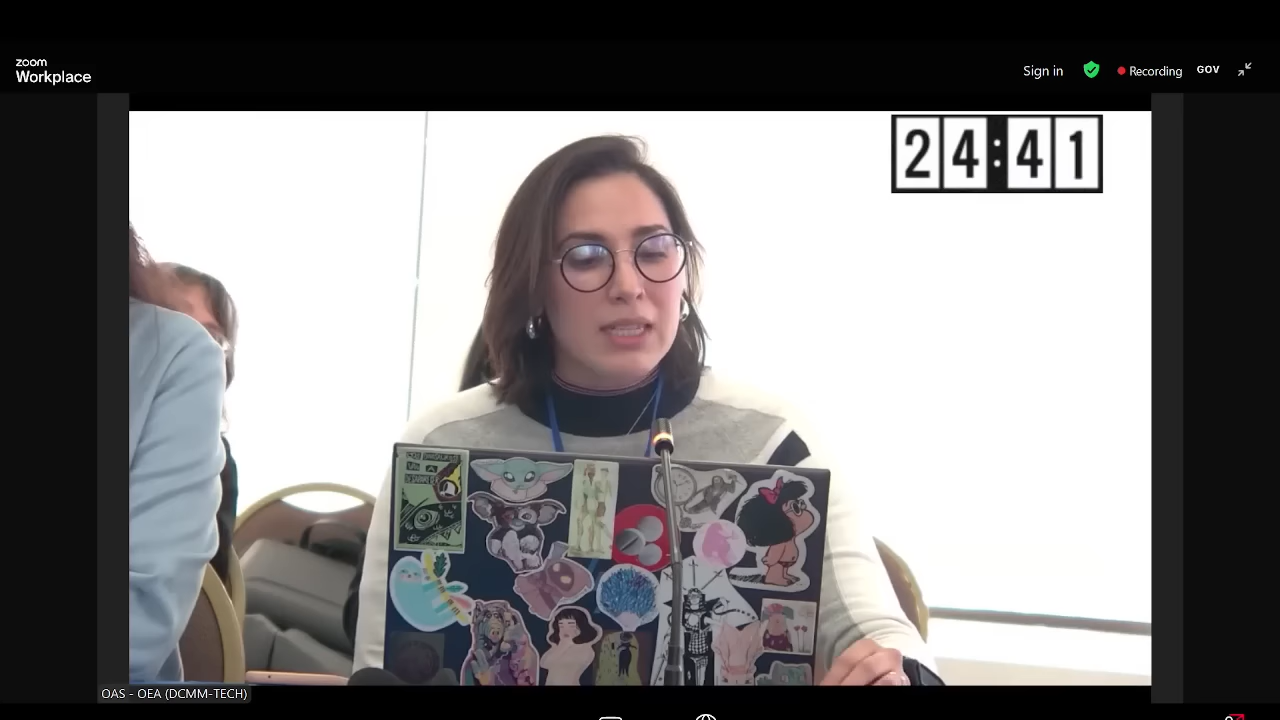 zoom
Workplace
Sign in
Recording
GOV
24:41
OAS - OEA (DCMM-TECH)